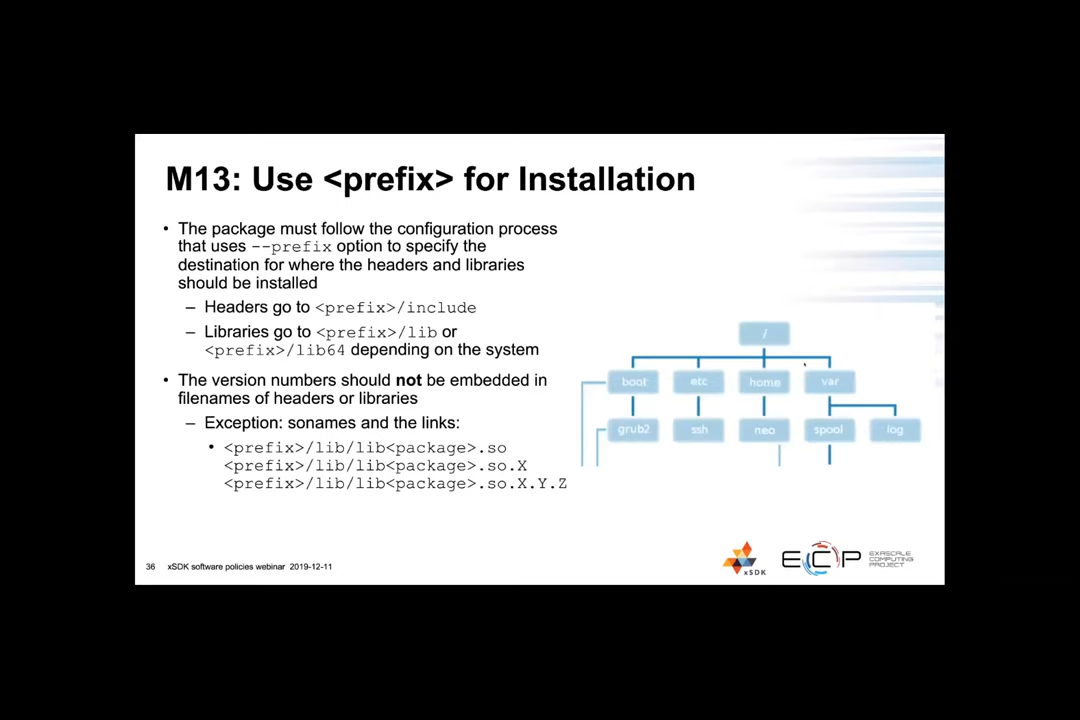 M13: Use <prefix> for Installation
• The package must follow the configuration process
that uses --prefix option to specify the
destination for where the headers and libraries
should be installed
– Headers go to <prefix>/include
– Libraries go to <prefix>/lib or
<prefix>/lib64 depending on the system
• The version numbers should not be embedded in
filenames of headers or libraries
– Exception: sonames and the links:
• <prefix>/lib/lib<package>.so
<prefix>/lib/lib<package>.so.X
<prefix>/lib/lib<package>.so.X.Y.Z
/
boot etc home var
grub2 ssh neo spool log
36 xSDK software policies webinar 2019-12-11
xSDK
ECP
EXASCALE
COMPUTING
PROJECT